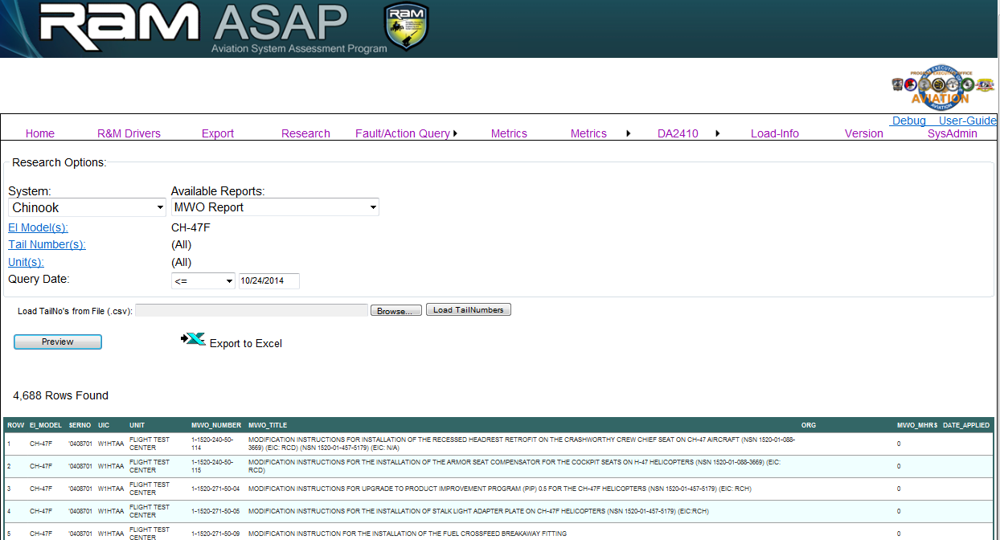 RAM ASAP RAM
Aviation System Assessment Program
PROGRAM EXECUTIVE OFFICE
AVIATION
AVIATION
Debug User-Guide
Home R&M Drivers Export Research Fault/Action Query Metrics Metrics DA2410 Load-Info Version SysAdmin
Research Options:
System: Available Reports:
Chinook MWO Report
EI Model(s): CH-47F
Tail Number(s): (All)
Unit(s): (All)
Query Date: <= 10/24/2014
Load TailNo's from File (.csv): Browse... Load TailNumbers
Preview Export to Excel
4,688 Rows Found
ROW EI_MODEL SERNO UIC UNIT MWO_NUMBER MWO_TITLE ORG MWO_MHRS DATE_APPLIED
1 CH-47F '0408701 W1HTAA FLIGHT TEST CENTER 1-1520-240-50-114 MODIFICATION INSTRUCTIONS FOR INSTALLATION OF THE RECESSED HEADREST RETROFIT ON THE CRASHWORTHY CREW CHIEF SEAT ON CH-47 AIRCRAFT (NSN 1520-01-088-3669) (EIC: RCD) (NSN 1520-01-457-5179) (EIC: N/A) 0
2 CH-47F '0408701 W1HTAA FLIGHT TEST CENTER 1-1520-240-50-115 MODIFICATION INSTRUCTIONS FOR THE INSTALLATION OF THE ARMOR SEAT COMPENSATOR FOR THE COCKPIT SEATS ON H-47 HELICOPTERS (NSN 1520-01-088-3669) (EIC: RCD) 0
3 CH-47F '0408701 W1HTAA FLIGHT TEST CENTER 1-1520-271-50-04 MODIFICATION INSTRUCTIONS FOR UPGRADE TO PRODUCT IMPROVEMENT PROGRAM (PIP) 0.5 FOR THE CH-47F HELICOPTERS (NSN 1520-01-457-5179) (EIC: RCH) 0
4 CH-47F '0408701 W1HTAA FLIGHT TEST CENTER 1-1520-271-50-05 MODIFICATION INSTRUCTIONS FOR THE INSTALLATION OF STALK LIGHT ADAPTER PLATE ON CH-47F HELICOPTERS (NSN 1520-01-457-5179) (EIC:RCH) 0
5 CH-47F '0408701 W1HTAA FLIGHT TEST CENTER 1-1520-271-50-09 MODIFICATION INSTRUCTION FOR THE INSTALLATION OF THE FUEL CROSSFEED BREAKAWAY FITTING 0